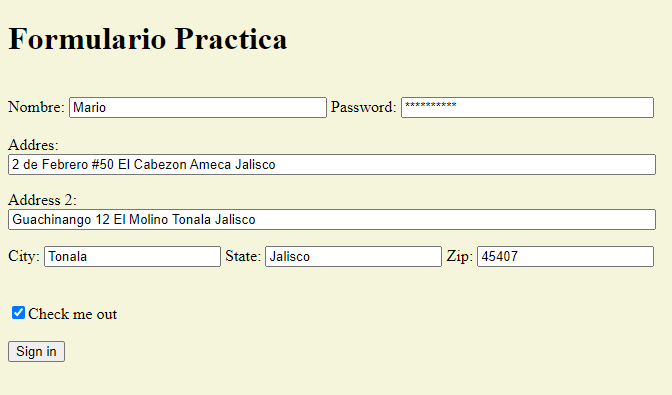 Formulario Practica
Nombre: Mario Password: **********
Addres:
2 de Febrero #50 El Cabezon Ameca Jalisco
Address 2:
Guachinango 12 El Molino Tonala Jalisco
City: Tonala State: Jalisco Zip: 45407
Check me out
Sign in